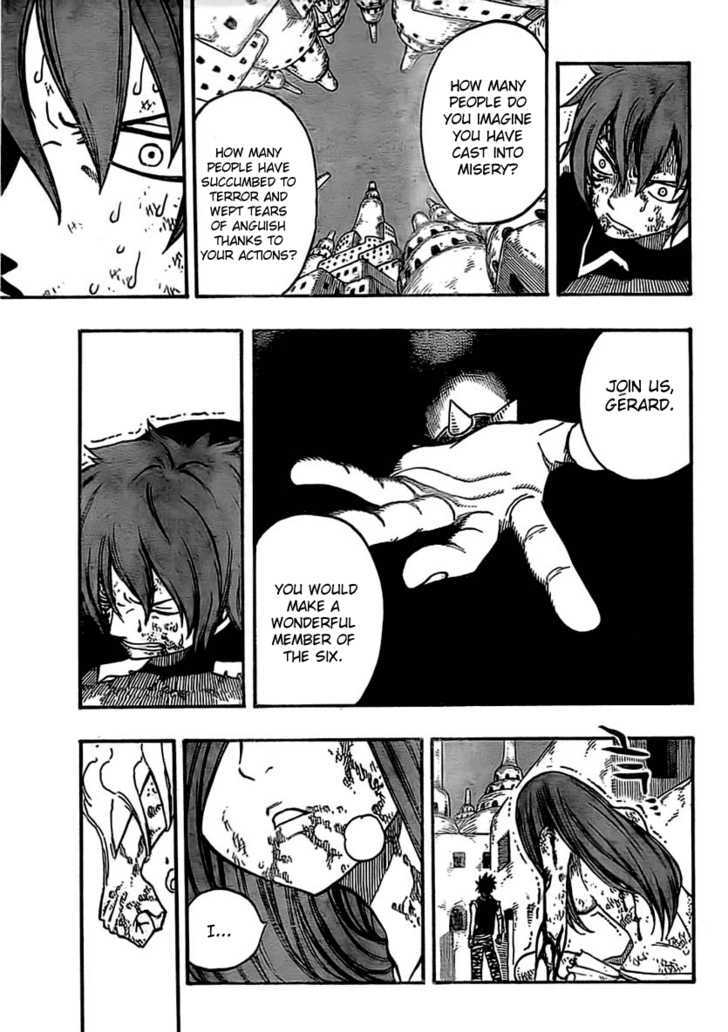 HOW MANY
PEOPLE DO
YOU IMAGINE
YOU HAVE
CAST INTO
MISERY?
HOW MANY
PEOPLE HAVE
SUCCUMBED TO
TERROR AND
WEPT TEARS
OF ANGUISH
THANKS TO
YOUR ACTIONS?
JOIN US,
GÉRARD.
YOU WOULD
MAKE A
WONDERFUL
MEMBER OF
THE SIX.
I...